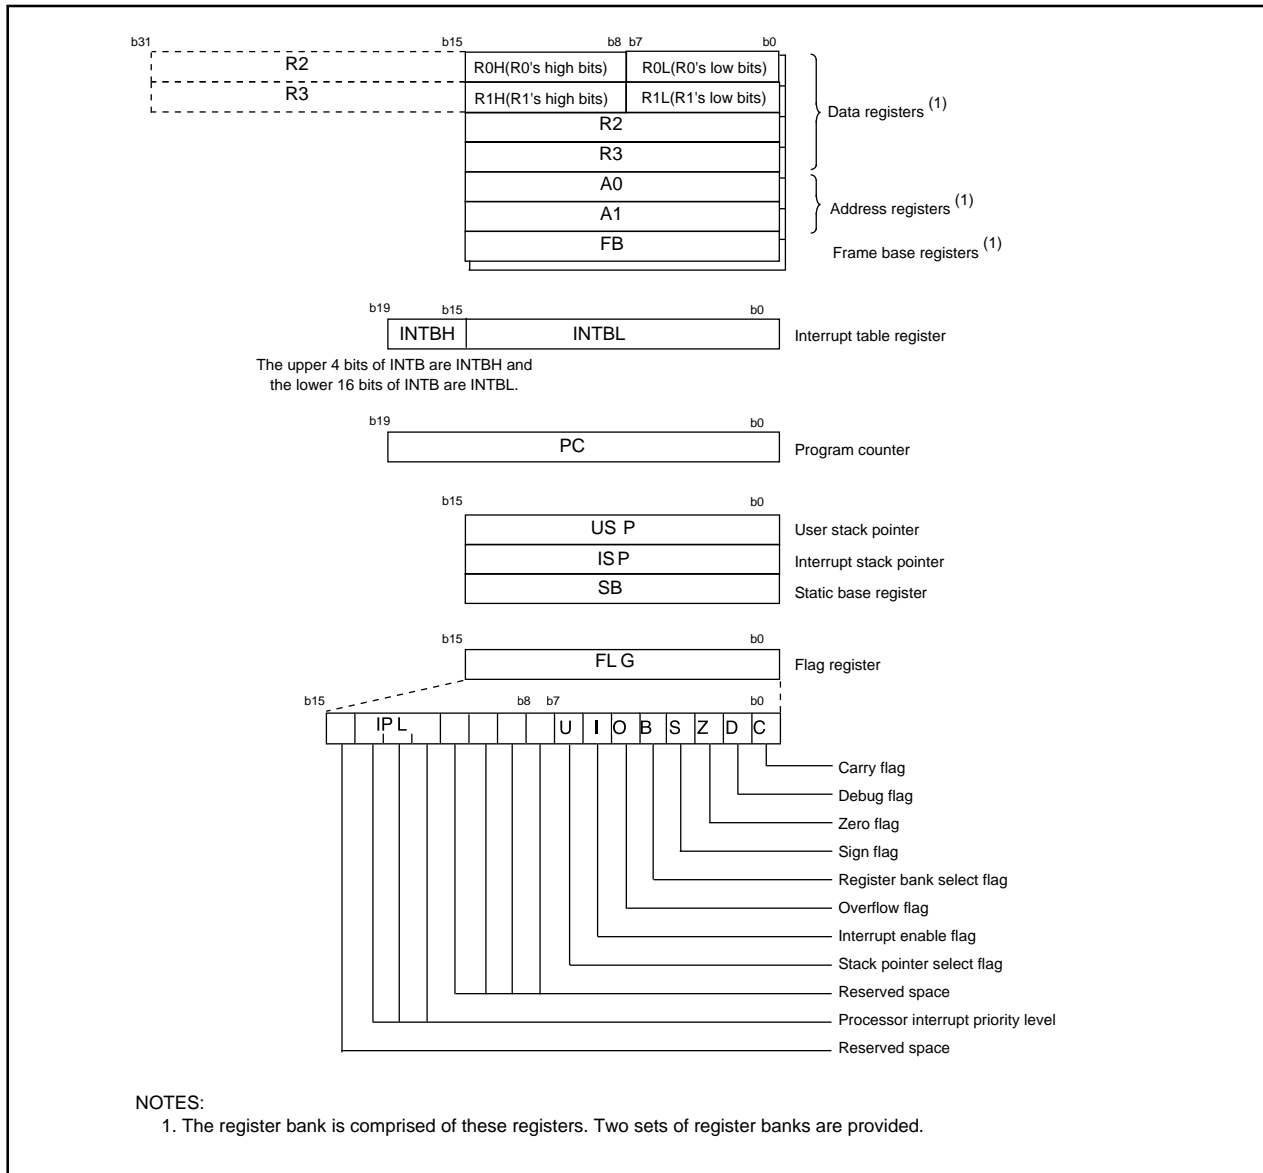 b31 b15 b8 b7 b0
R2 R0H(R0's high bits) R0L(R0's low bits)
R3 R1H(R1's high bits) R1L(R1's low bits)
Data registers (1)
R2
R3
A0
A1
Address registers (1)
FB
Frame base registers (1)
b19 b15 b0
INTBH INTBL Interrupt table register
The upper 4 bits of INTB are INTBH and
the lower 16 bits of INTB are INTBL.
b19 b0
PC Program counter
b15 b0
USP User stack pointer
ISP Interrupt stack pointer
SB Static base register
b15 b0
FLG Flag register
b15 b8 b7 b0
IPL U I O B S Z D C
Carry flag
Debug flag
Zero flag
Sign flag
Register bank select flag
Overflow flag
Interrupt enable flag
Stack pointer select flag
Reserved space
Processor interrupt priority level
Reserved space
NOTES:
1. The register bank is comprised of these registers. Two sets of register banks are provided.